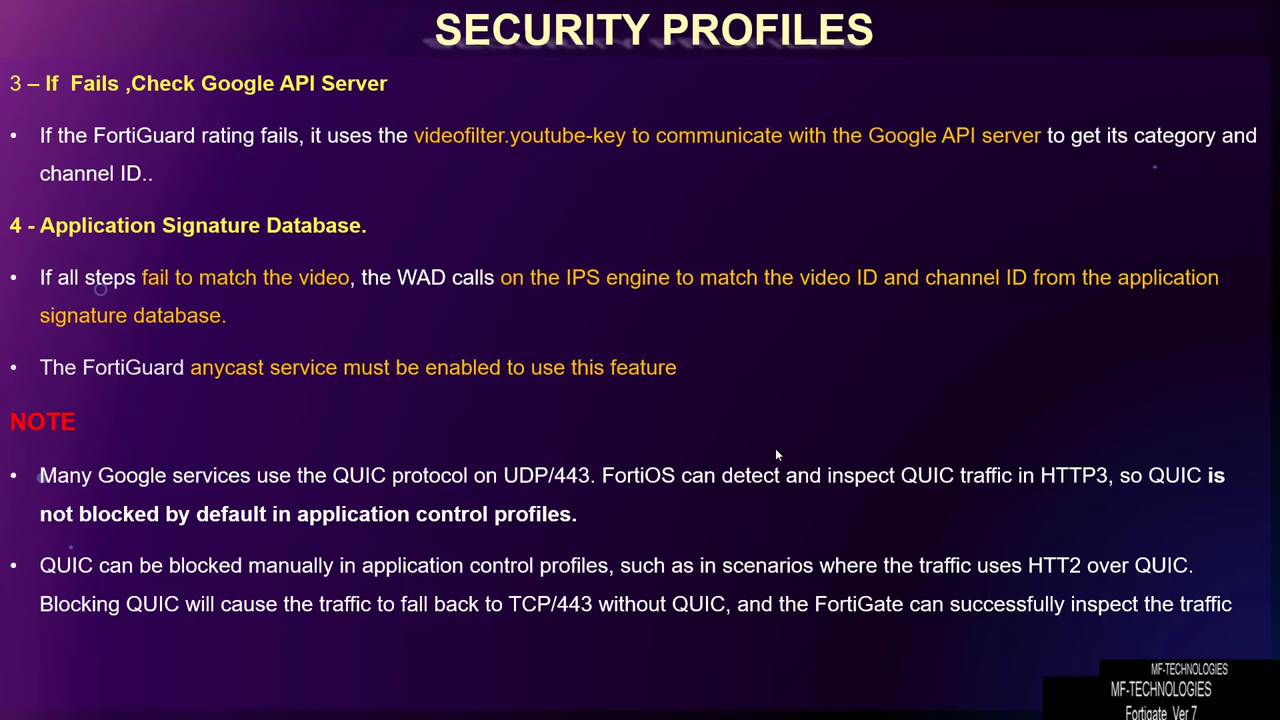 SECURITY PROFILES
3 – If Fails ,Check Google API Server
• If the FortiGuard rating fails, it uses the videofilter.youtube-key to communicate with the Google API server to get its category and
channel ID..
4 - Application Signature Database.
• If all steps fail to match the video, the WAD calls on the IPS engine to match the video ID and channel ID from the application
signature database.
• The FortiGuard anycast service must be enabled to use this feature
NOTE
• Many Google services use the QUIC protocol on UDP/443. FortiOS can detect and inspect QUIC traffic in HTTP3, so QUIC is
not blocked by default in application control profiles.
• QUIC can be blocked manually in application control profiles, such as in scenarios where the traffic uses HTT2 over QUIC.
Blocking QUIC will cause the traffic to fall back to TCP/443 without QUIC, and the FortiGate can successfully inspect the traffic
MF-TECHNOLOGIES
MF-TECHNOLOGIES
Fortigate Ver 7